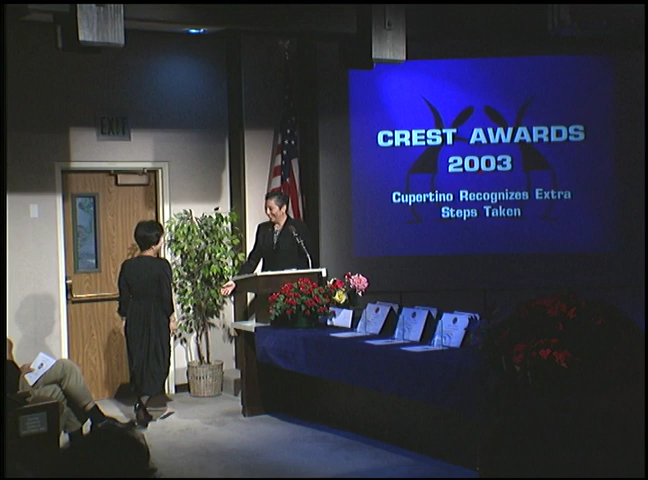 EXIT
CREST AWARDS
2003
Cupertino Recognizes Extra
Steps Taken